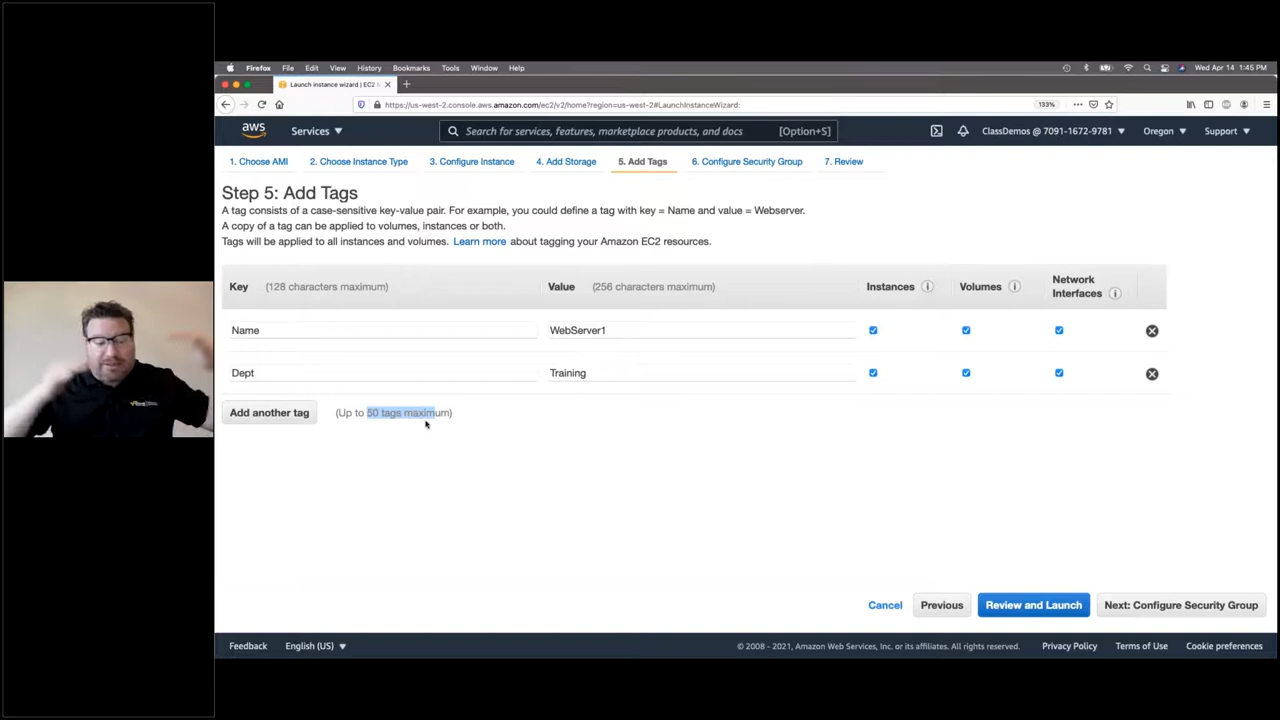 Firefox File Edit View History Bookmarks Tools Window Help Wed Apr 14 1:45 PM
Launch instance wizard | EC2
https://us-west-2.console.aws.amazon.com/ec2/v2/home?region=us-west-2#LaunchInstanceWizard: 133%
aws Services Search for services, features, marketplace products, and docs [Option+S] ClassDemos @ 7091-1672-9781 Oregon Support
1. Choose AMI 2. Choose Instance Type 3. Configure Instance 4. Add Storage 5. Add Tags 6. Configure Security Group 7. Review
Step 5: Add Tags
A tag consists of a case-sensitive key-value pair. For example, you could define a tag with key = Name and value = Webserver.
A copy of a tag can be applied to volumes, instances or both.
Tags will be applied to all instances and volumes. Learn more about tagging your Amazon EC2 resources.
Key (128 characters maximum) Value (256 characters maximum) Instances Volumes Network Interfaces
Name WebServer1
Dept Training
Add another tag (Up to 50 tags maximum)
Cancel Previous Review and Launch Next: Configure Security Group
Feedback English (US) © 2008 - 2021, Amazon Web Services, Inc. or its affiliates. All rights reserved. Privacy Policy Terms of Use Cookie preferences